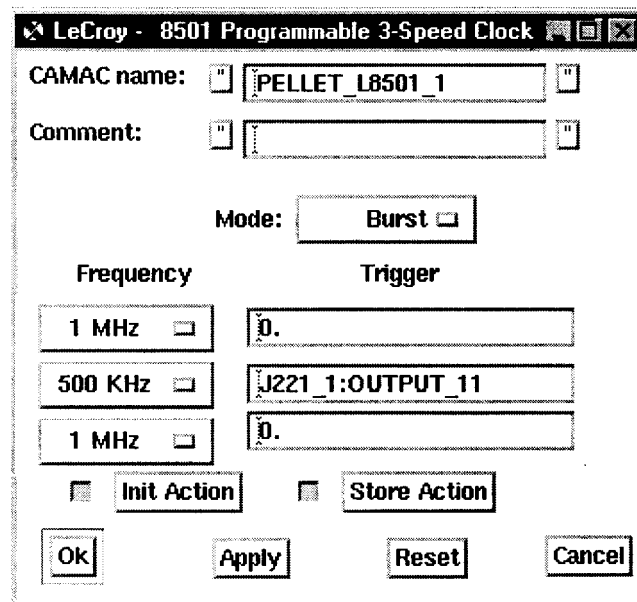 LeCroy - 8501 Programmable 3-Speed Clock
CAMAC name: " PELLET_L8501_1 "
Comment: " "
Mode: Burst
Frequency Trigger
1 MHz 0.
500 KHz J221_1:OUTPUT_11
1 MHz 0.
Init Action Store Action
Ok Apply Reset Cancel